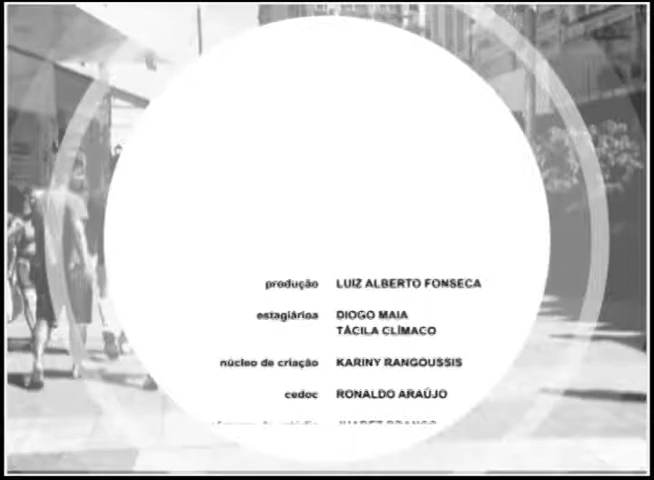 produção LUIZ ALBERTO FONSECA
estagiários DIOGO MAIA
TÁCILA CLÍMACO
núcleo de criação KARINY RANGOUSSIS
cedoc RONALDO ARAÚJO